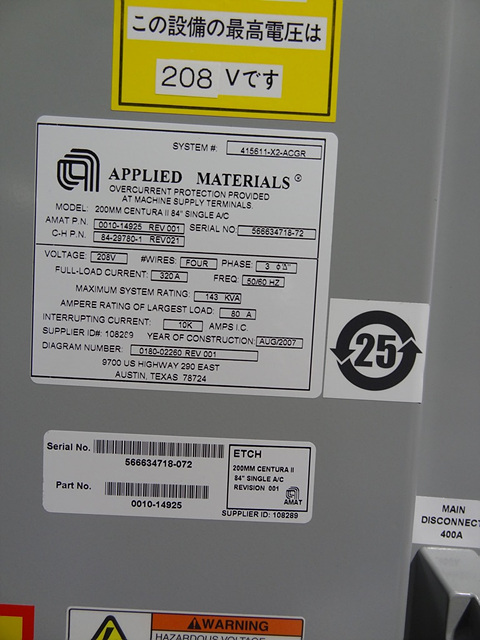 この設備の最高電圧は
208 Vです
SYSTEM #: 415611-X2-ACGR
APPLIED MATERIALS®
OVERCURRENT PROTECTION PROVIDED
AT MACHINE SUPPLY TERMINALS.
MODEL: 200MM CENTURA II 84" SINGLE A/C
AMAT P.N. 0010-14925 REV 001 SERIAL NO 566634718-72
C-H P.N. 84-29780-1 REV021
VOLTAGE: 208V #WIRES: FOUR PHASE: 3
FULL-LOAD CURRENT: 320 A FREQ: 50/60 HZ
MAXIMUM SYSTEM RATING: 143 KVA
AMPERE RATING OF LARGEST LOAD: 80 A
INTERRUPTING CURRENT: 10K AMPS I.C.
SUPPLIER ID#: 108289 YEAR OF CONSTRUCTION: AUG/2007
DIAGRAM NUMBER: 0180-02260 REV 001
9700 US HIGHWAY 290 EAST
AUSTIN, TEXAS 78724
25
Serial No.
566634718-072
Part No.
0010-14925
ETCH
200MM CENTURA II
84" SINGLE A/C
REVISION 001
AMAT
SUPPLIER ID: 108289
MAIN
DISCONNECT
400A
WARNING
HAZARDOUS VOLTAGE